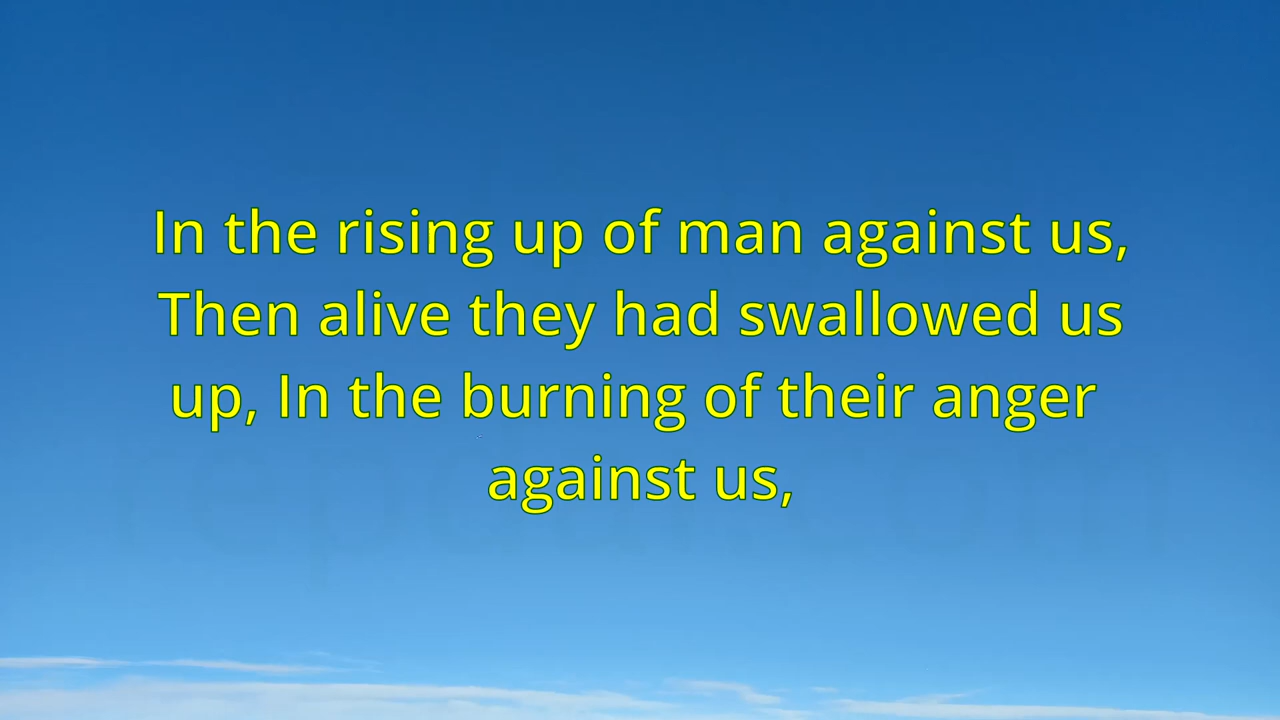 In the rising up of man against us,
Then alive they had swallowed us
up, In the burning of their anger
against us,